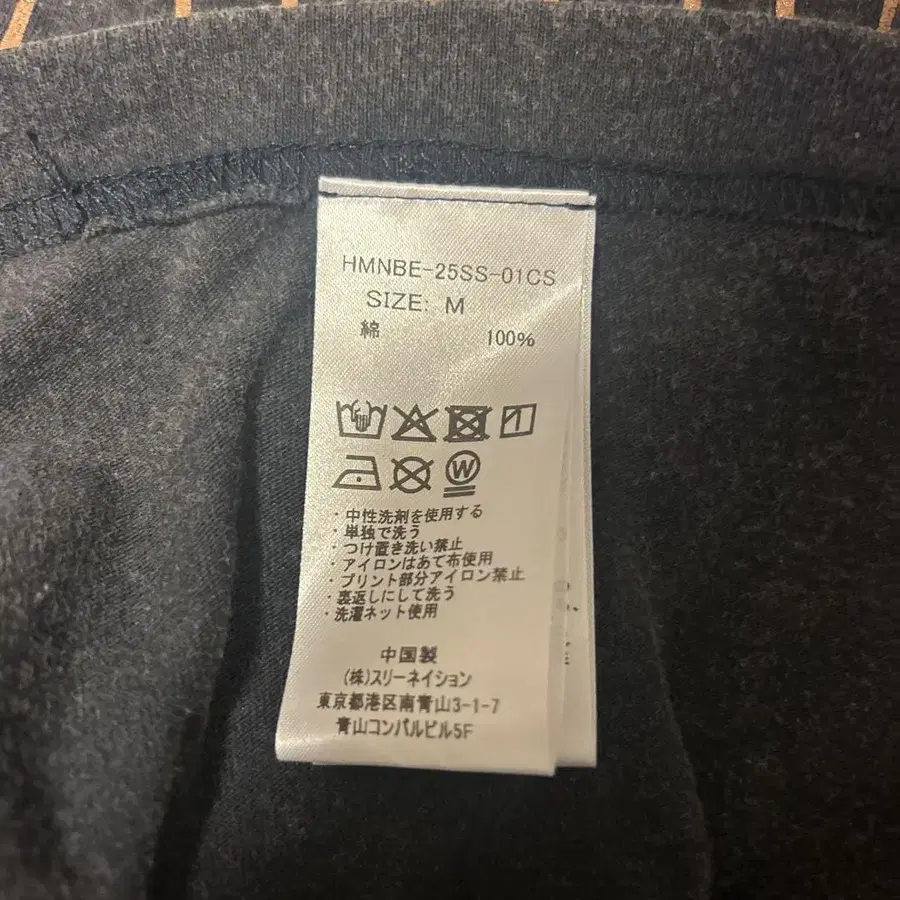 HMNBE-25SS-01CS
SIZE: M
綿 100%
W
・中性洗剤を使用する
・単独で洗う
・つけ置き洗い禁止
・アイロンはあて布使用
・プリント部分アイロン禁止
・裏返しにして洗う
・洗濯ネット使用
中国製
(株)スリーネイション
東京都港区南青山3-1-7
青山コンパルビル5F